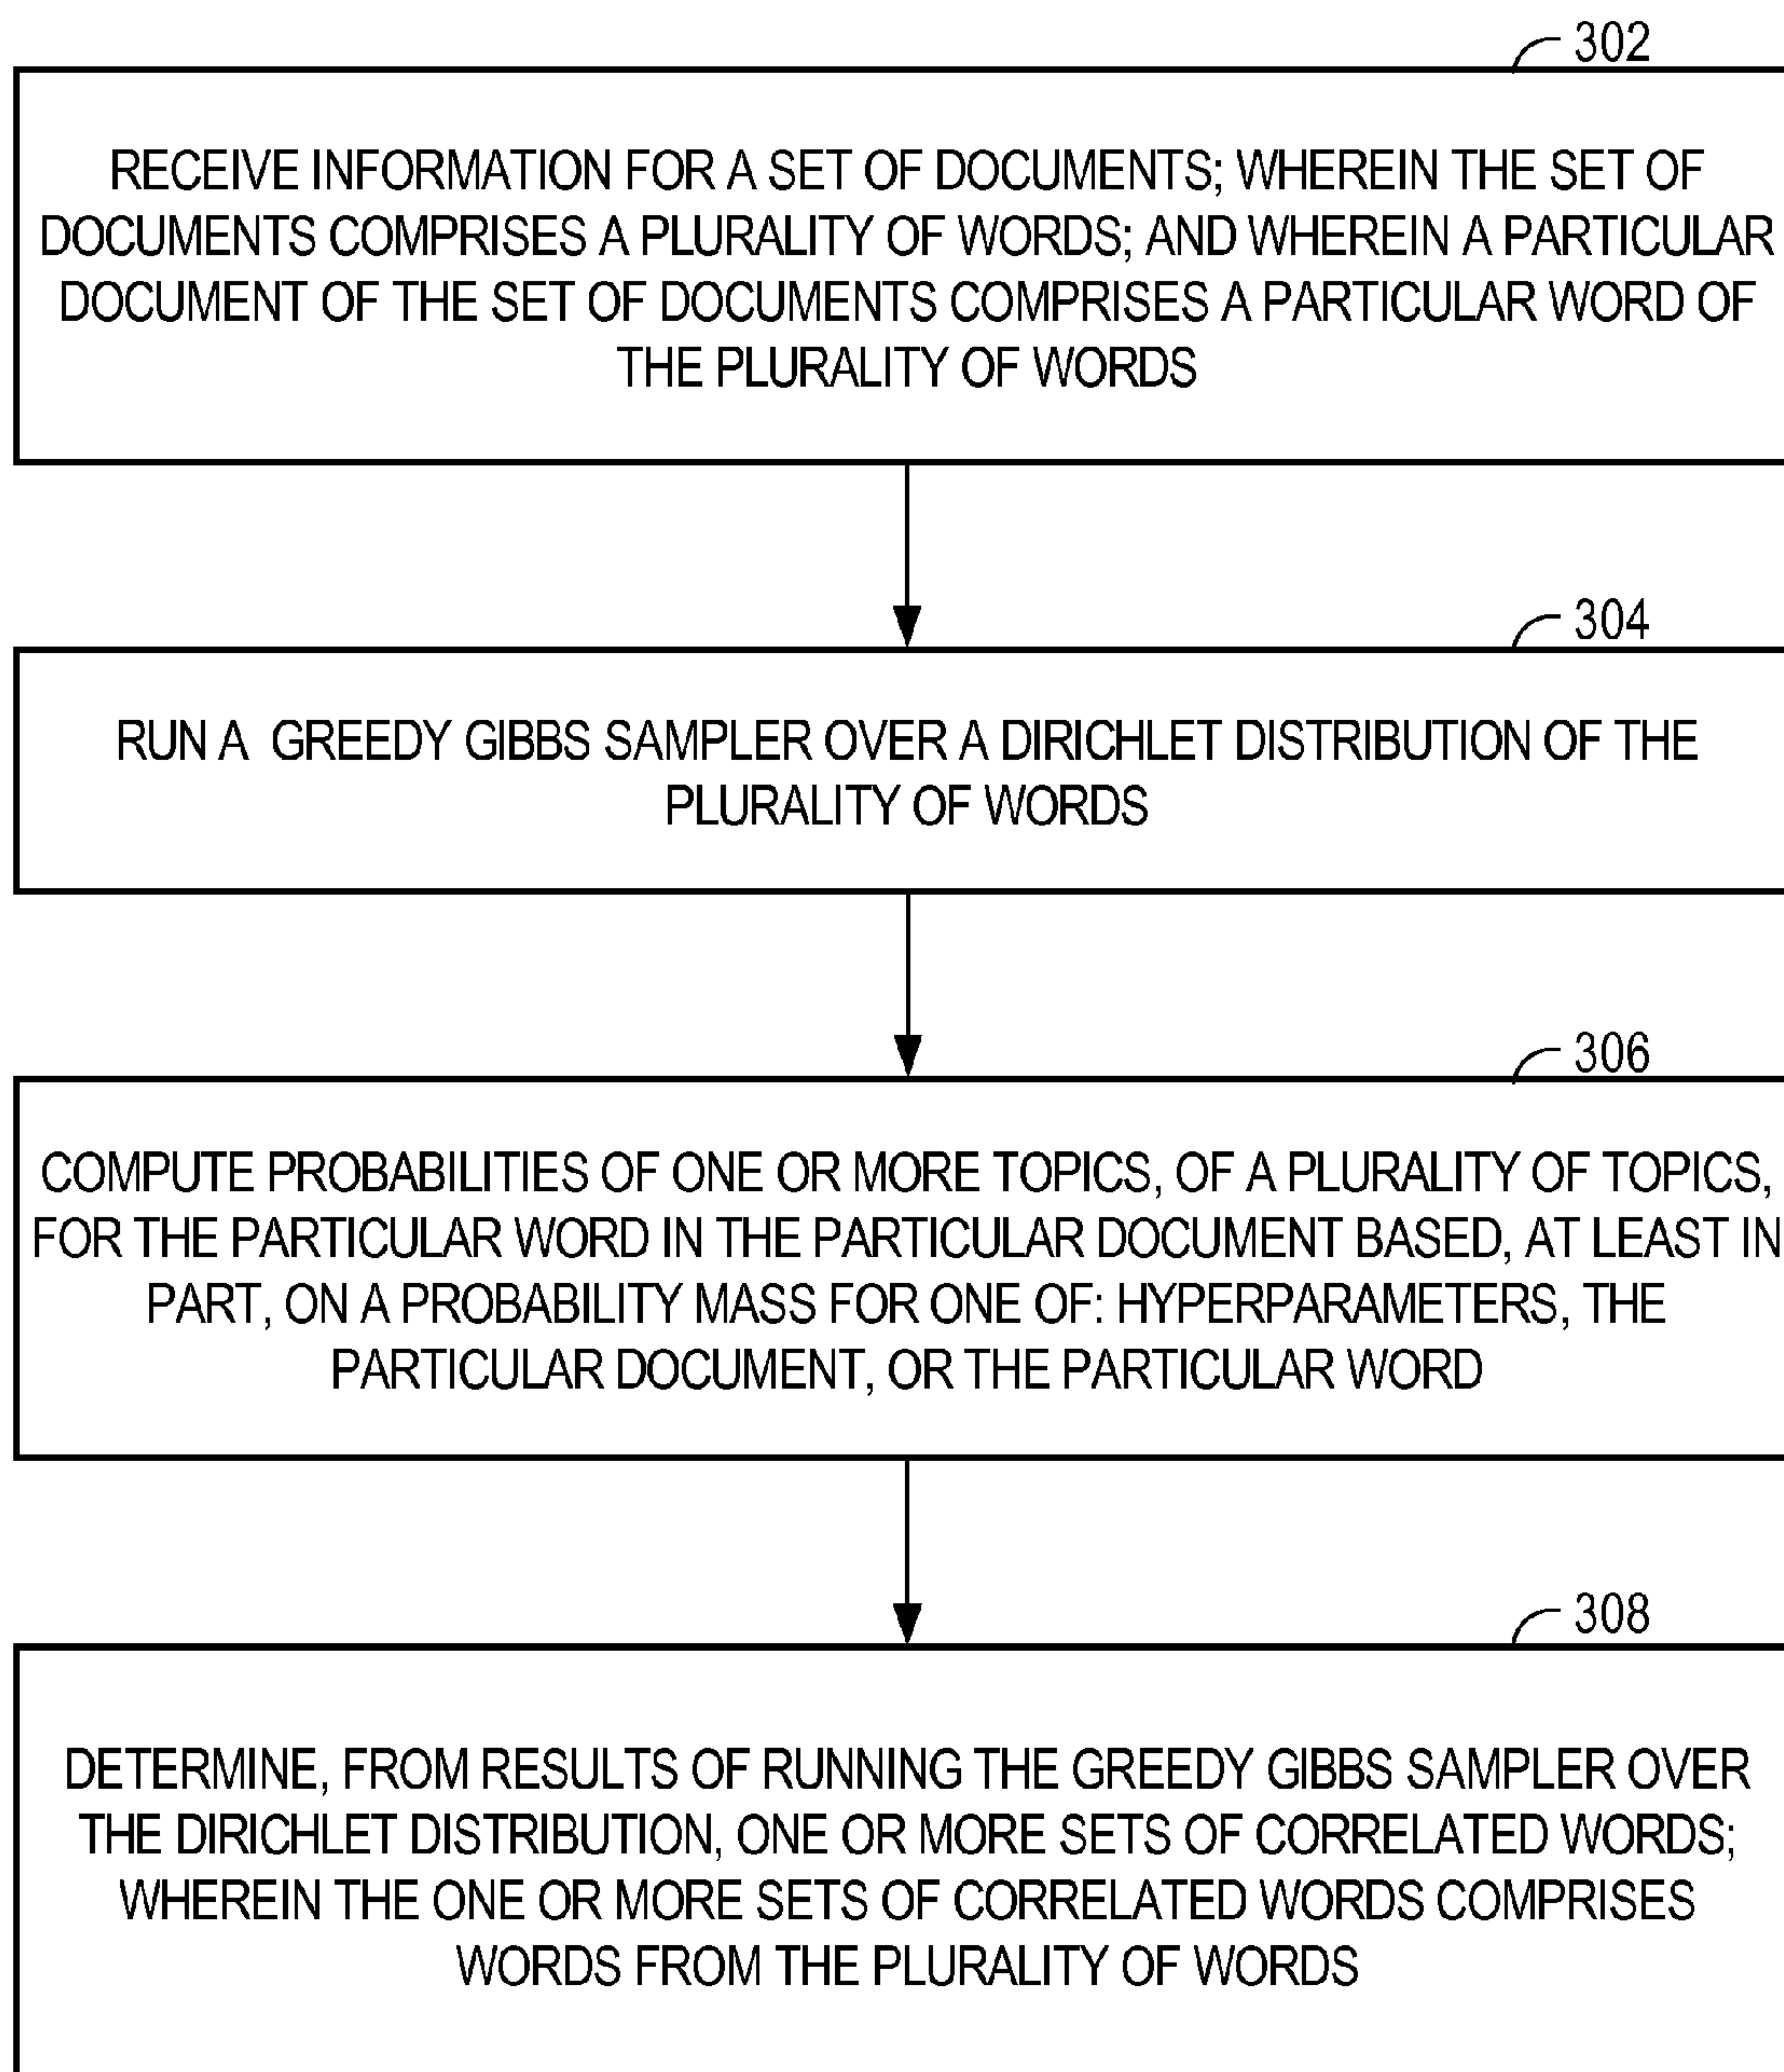 302
RECEIVE INFORMATION FOR A SET OF DOCUMENTS; WHEREIN THE SET OF
DOCUMENTS COMPRISES A PLURALITY OF WORDS; AND WHEREIN A PARTICULAR
DOCUMENT OF THE SET OF DOCUMENTS COMPRISES A PARTICULAR WORD OF
THE PLURALITY OF WORDS
304
RUN A GREEDY GIBBS SAMPLER OVER A DIRICHLET DISTRIBUTION OF THE
PLURALITY OF WORDS
306
COMPUTE PROBABILITIES OF ONE OR MORE TOPICS, OF A PLURALITY OF TOPICS,
FOR THE PARTICULAR WORD IN THE PARTICULAR DOCUMENT BASED, AT LEAST IN
PART, ON A PROBABILITY MASS FOR ONE OF: HYPERPARAMETERS, THE
PARTICULAR DOCUMENT, OR THE PARTICULAR WORD
308
DETERMINE, FROM RESULTS OF RUNNING THE GREEDY GIBBS SAMPLER OVER
THE DIRICHLET DISTRIBUTION, ONE OR MORE SETS OF CORRELATED WORDS;
WHEREIN THE ONE OR MORE SETS OF CORRELATED WORDS COMPRISES
WORDS FROM THE PLURALITY OF WORDS